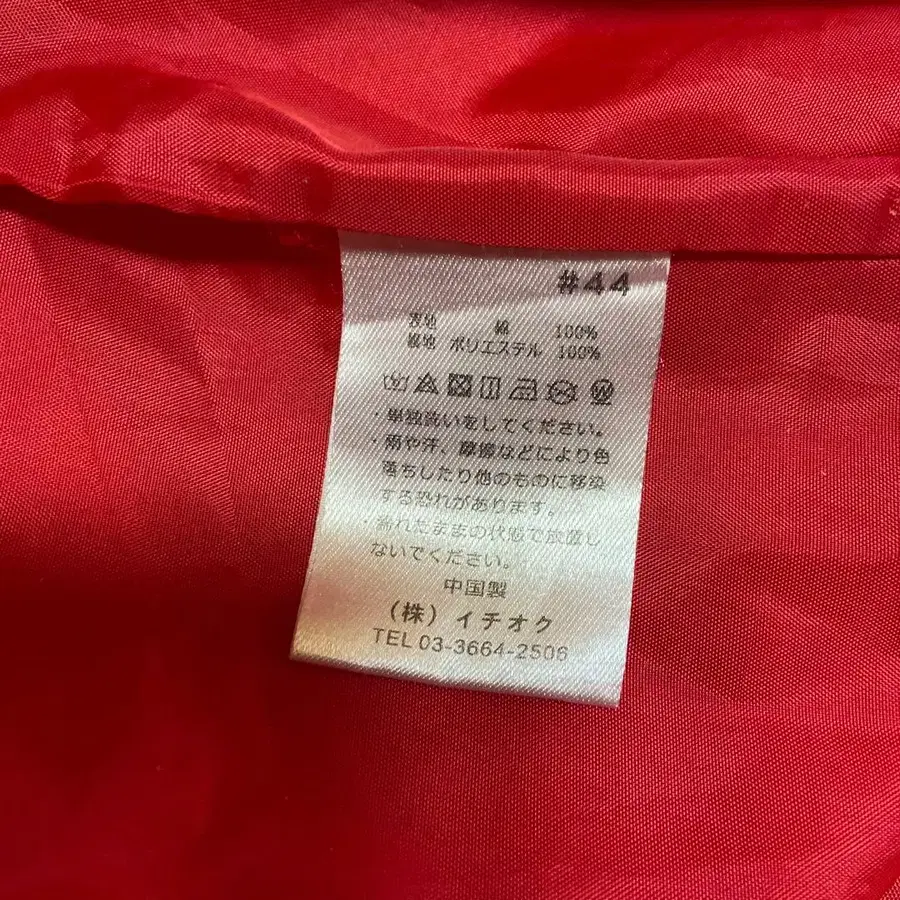 #44
表地 綿 100%
裏地 ポリエステル 100%
・単独洗いをしてください。
・雨や汗、摩擦などにより色
落ちしたり他のものに移染
する恐れがあります。
・濡れたままの状態で放置し
ないでください。
中国製
(株)イチオク
TEL 03-3664-2506